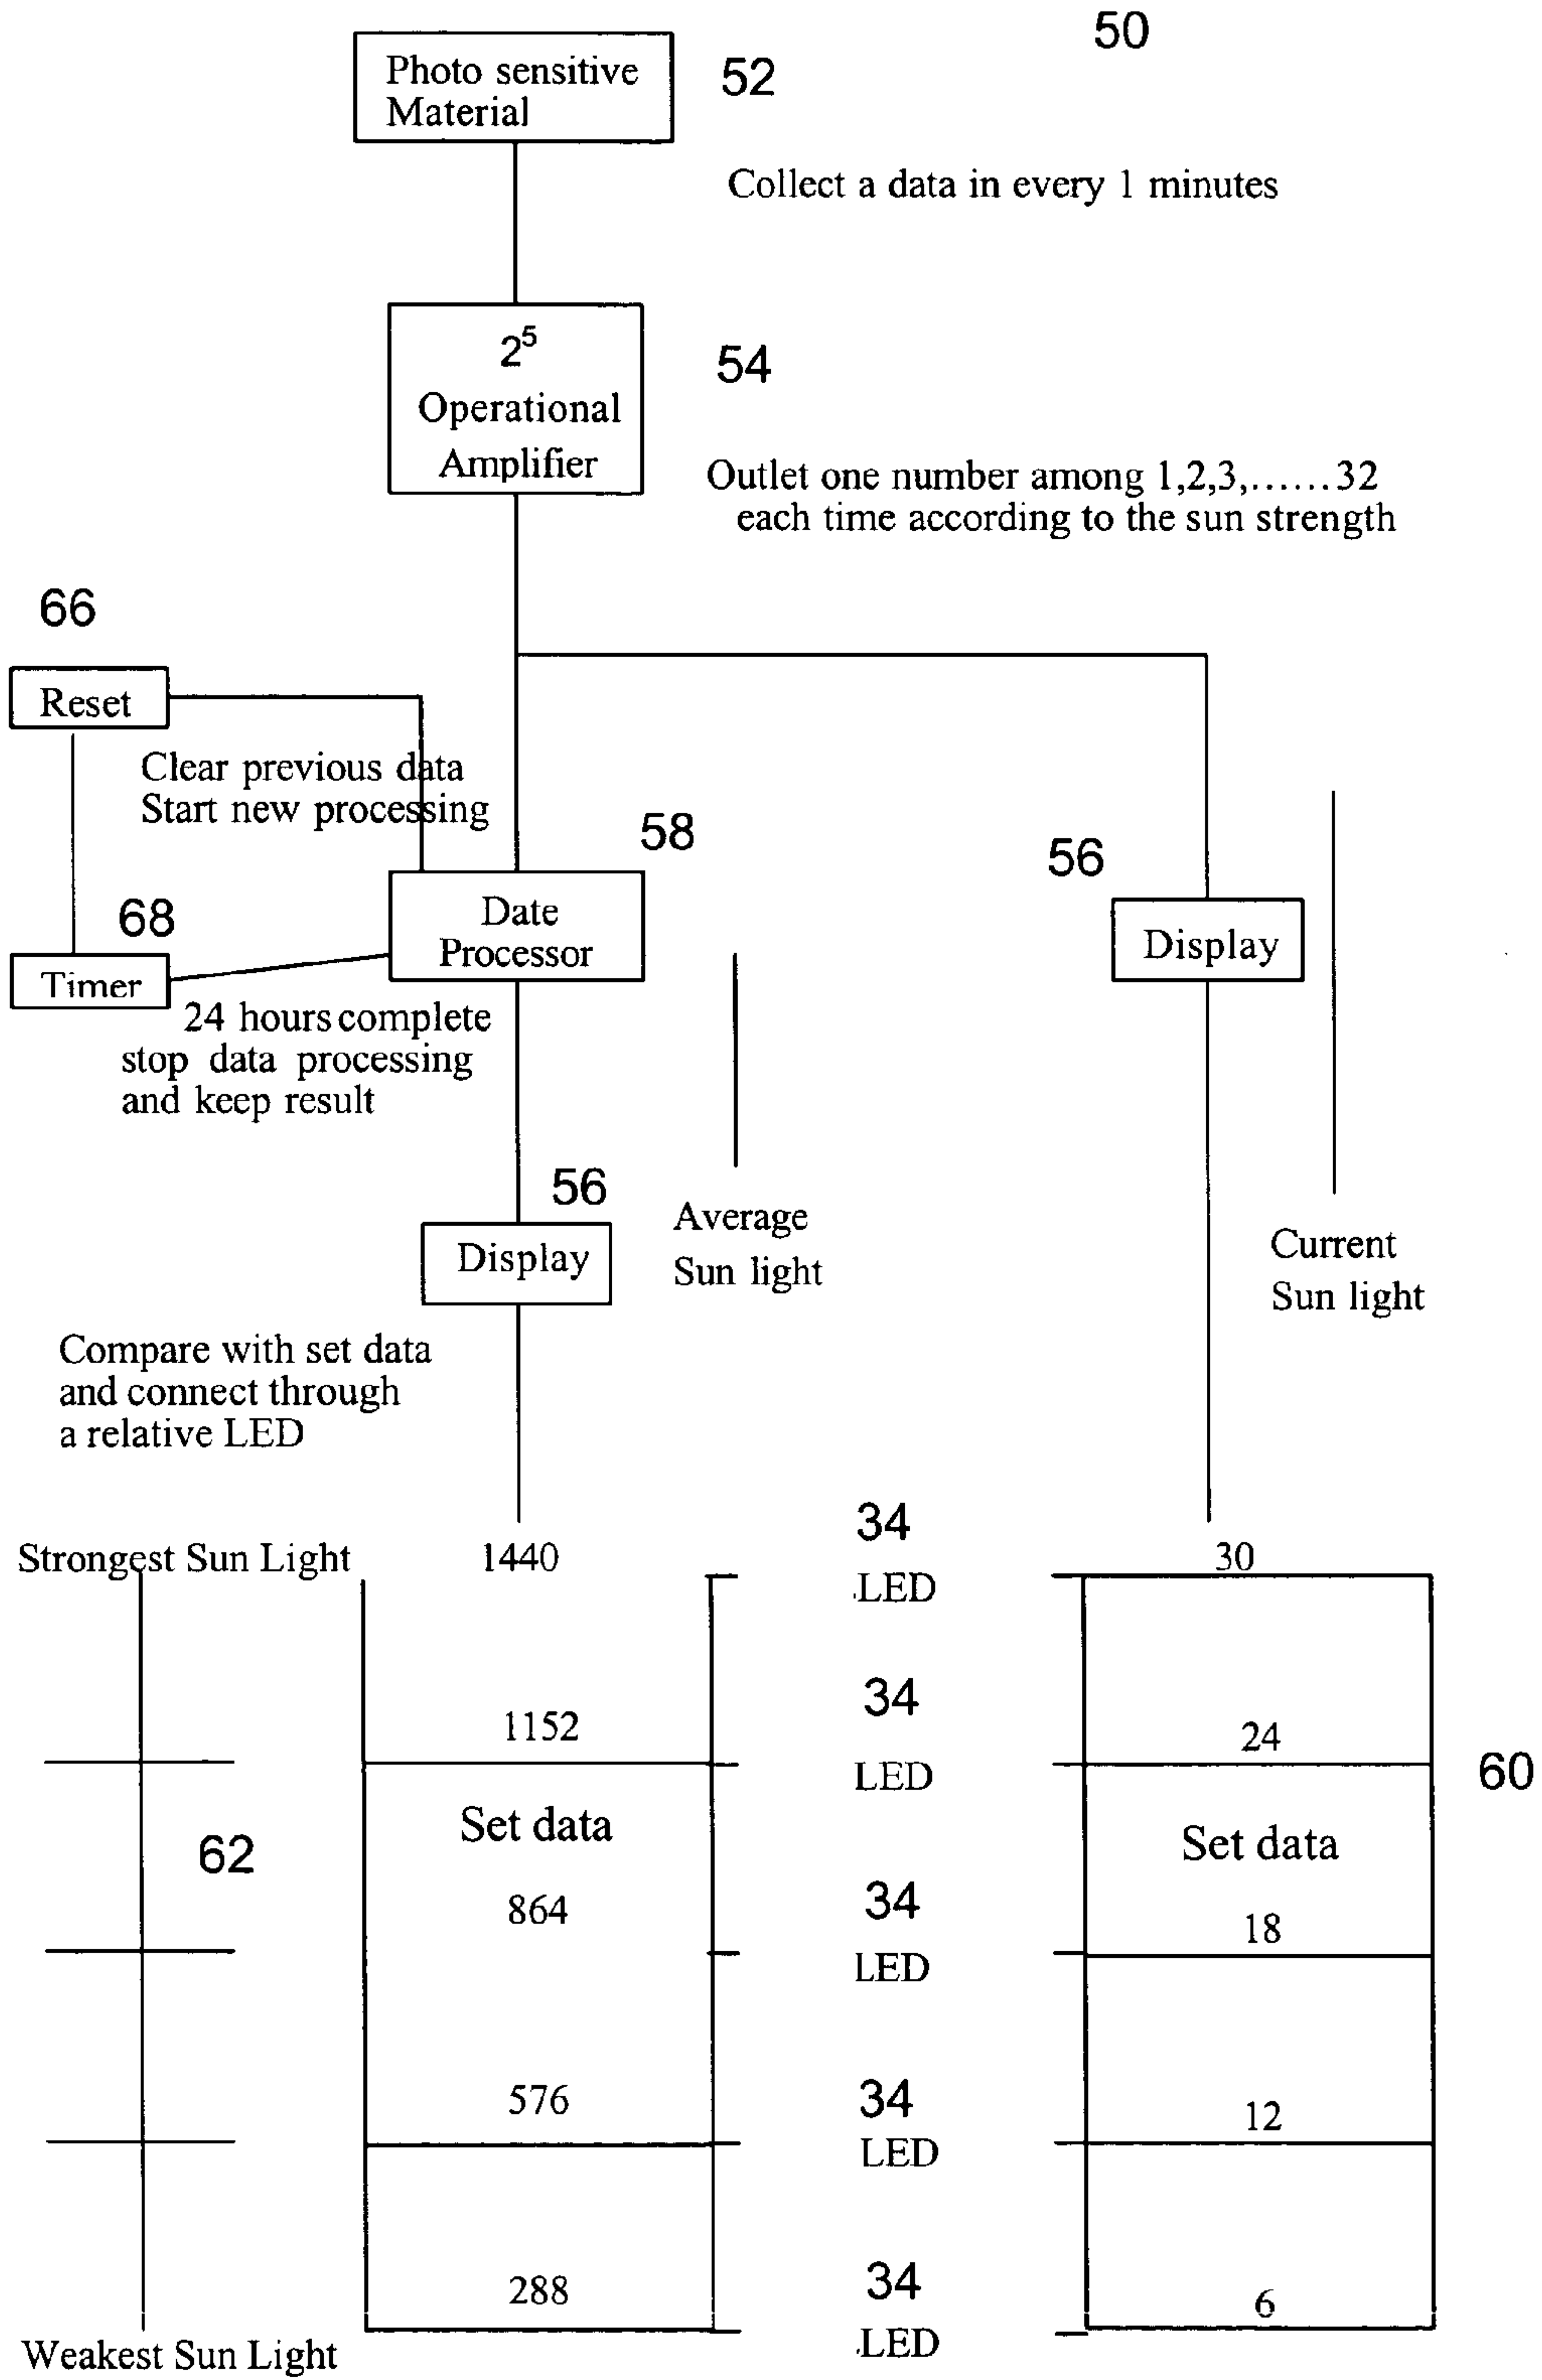 50
Photo sensitive
Material
52
Collect a data in every 1 minutes
2⁵
Operational
Amplifier
54
Outlet one number among 1,2,3,......32
each time according to the sun strength
66
Reset
Clear previous data
Start new processing
58
Date
Processor
56
Display
68
Timer
24 hours complete
stop data processing
and keep result
56
Display
Average
Sun light
Current
Sun light
Compare with set data
and connect through
a relative LED
Strongest Sun Light
1440
34
LED
30
1152
34
LED
24
60
Set data
Set data
62
864
34
LED
18
576
34
LED
12
288
34
LED
6
Weakest Sun Light